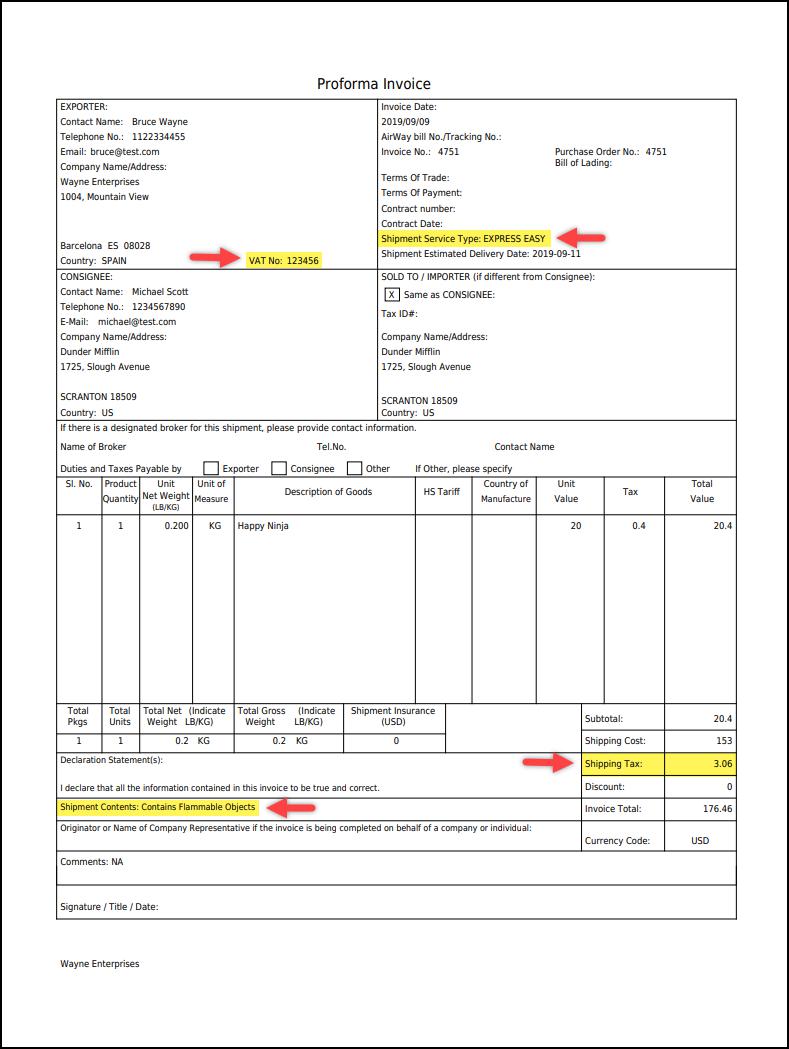 Proforma Invoice
EXPORTER:
Contact Name: Bruce Wayne
Telephone No.: 1122334455
Email: bruce@test.com
Company Name/Address:
Wayne Enterprises
1004, Mountain View
Barcelona ES 08028
Country: SPAIN VAT No: 123456
Invoice Date:
2019/09/09
AirWay bill No./Tracking No.:
Invoice No.: 4751 Purchase Order No.: 4751
Bill of Lading:
Terms Of Trade:
Terms Of Payment:
Contract number:
Contract Date:
Shipment Service Type: EXPRESS EASY
Shipment Estimated Delivery Date: 2019-09-11
CONSIGNEE:
Contact Name: Michael Scott
Telephone No.: 1234567890
E-Mail: michael@test.com
Company Name/Address:
Dunder Mifflin
1725, Slough Avenue
SCRANTON 18509
Country: US
SOLD TO / IMPORTER (if different from Consignee):
X Same as CONSIGNEE:
Tax ID#:
Company Name/Address:
Dunder Mifflin
1725, Slough Avenue
SCRANTON 18509
Country: US
If there is a designated broker for this shipment, please provide contact information.
Name of Broker Tel.No. Contact Name
Duties and Taxes Payable by Exporter Consignee Other If Other, please specify
Sl. No. Product Quantity Unit Net Weight (LB/KG) Unit of Measure Description of Goods HS Tariff Country of Manufacture Unit Value Tax Total Value
1 1 0.200 KG Happy Ninja 20 0.4 20.4
Total Pkgs Total Units Total Net Weight (Indicate LB/KG) Total Gross Weight (Indicate LB/KG) Shipment Insurance (USD)
1 1 0.2 KG 0.2 KG 0
Subtotal: 20.4
Shipping Cost: 153
Shipping Tax: 3.06
Discount: 0
Invoice Total: 176.46
Currency Code: USD
Declaration Statement(s):
I declare that all the information contained in this invoice to be true and correct.
Shipment Contents: Contains Flammable Objects
Originator or Name of Company Representative if the invoice is being completed on behalf of a company or individual:
Comments: NA
Signature / Title / Date:
Wayne Enterprises